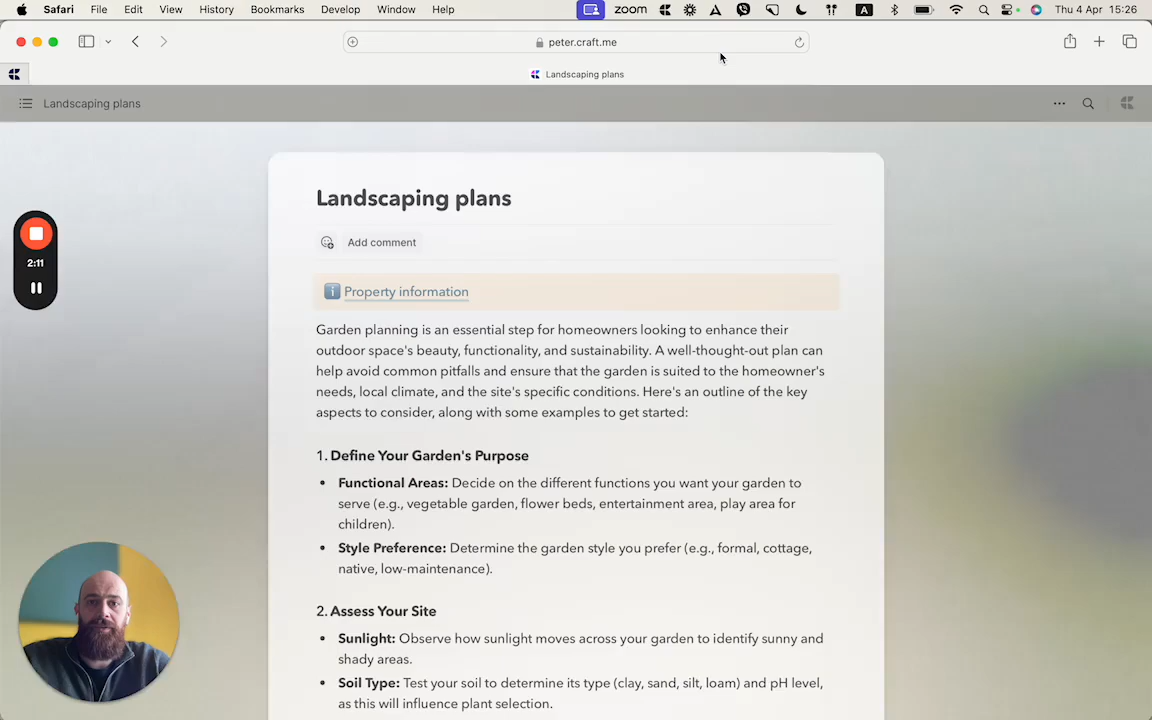 Safari File Edit View History Bookmarks Develop Window Help zoom A Thu 4 Apr 15:26
peter.craft.me
Landscaping plans
Landscaping plans
Landscaping plans
Add comment
2:11
Property information
Garden planning is an essential step for homeowners looking to enhance their
outdoor space's beauty, functionality, and sustainability. A well-thought-out plan can
help avoid common pitfalls and ensure that the garden is suited to the homeowner's
needs, local climate, and the site's specific conditions. Here's an outline of the key
aspects to consider, along with some examples to get started:
1. Define Your Garden's Purpose
• Functional Areas: Decide on the different functions you want your garden to
serve (e.g., vegetable garden, flower beds, entertainment area, play area for
children).
• Style Preference: Determine the garden style you prefer (e.g., formal, cottage,
native, low-maintenance).
2. Assess Your Site
• Sunlight: Observe how sunlight moves across your garden to identify sunny and
shady areas.
• Soil Type: Test your soil to determine its type (clay, sand, silt, loam) and pH level,
as this will influence plant selection.